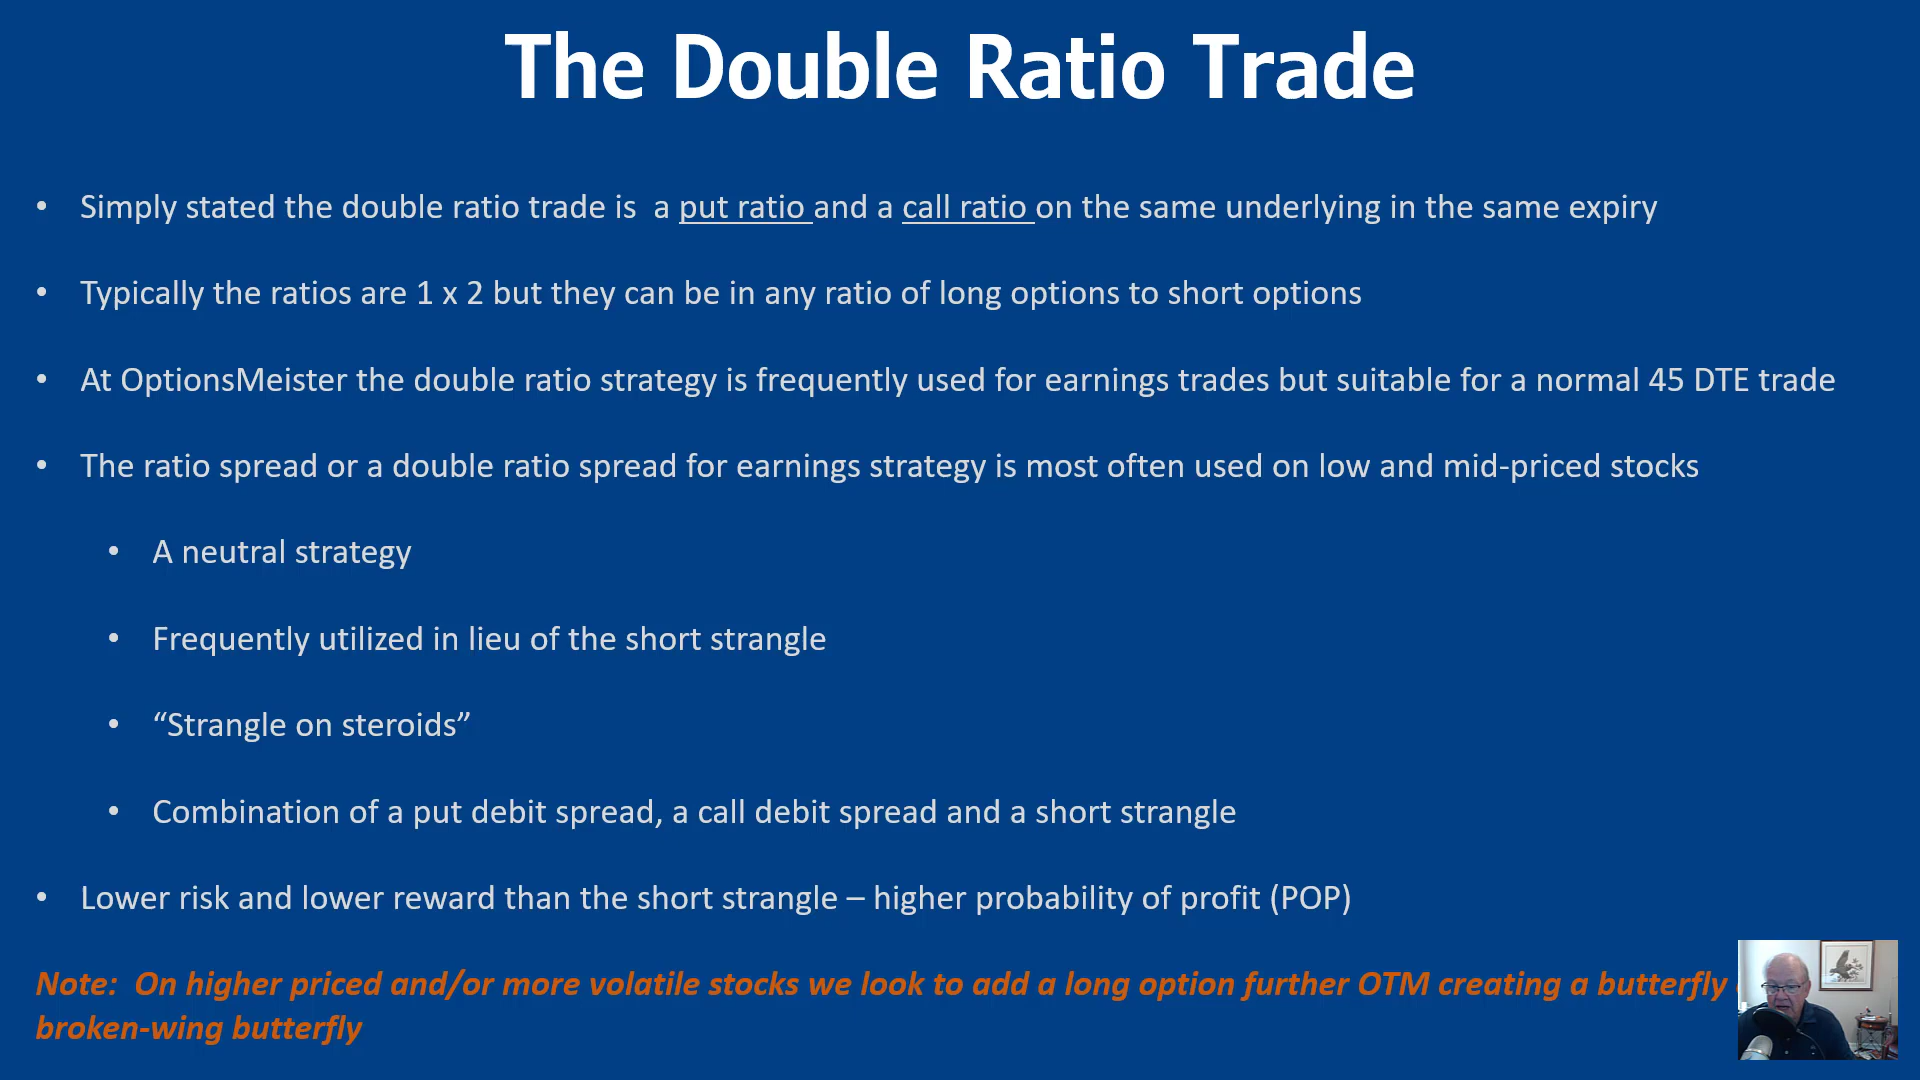 The Double Ratio Trade
• Simply stated the double ratio trade is  a put ratio and a call ratio on the same underlying in the same expiry
• Typically the ratios are 1 x 2 but they can be in any ratio of long options to short options
• At OptionsMeister the double ratio strategy is frequently used for earnings trades but suitable for a normal 45 DTE trade
• The ratio spread or a double ratio spread for earnings strategy is most often used on low and mid-priced stocks
• A neutral strategy
• Frequently utilized in lieu of the short strangle
• “Strangle on steroids”
• Combination of a put debit spread, a call debit spread and a short strangle
• Lower risk and lower reward than the short strangle – higher probability of profit (POP)
Note:  On higher priced and/or more volatile stocks we look to add a long option further OTM creating a butterfly
broken-wing butterfly